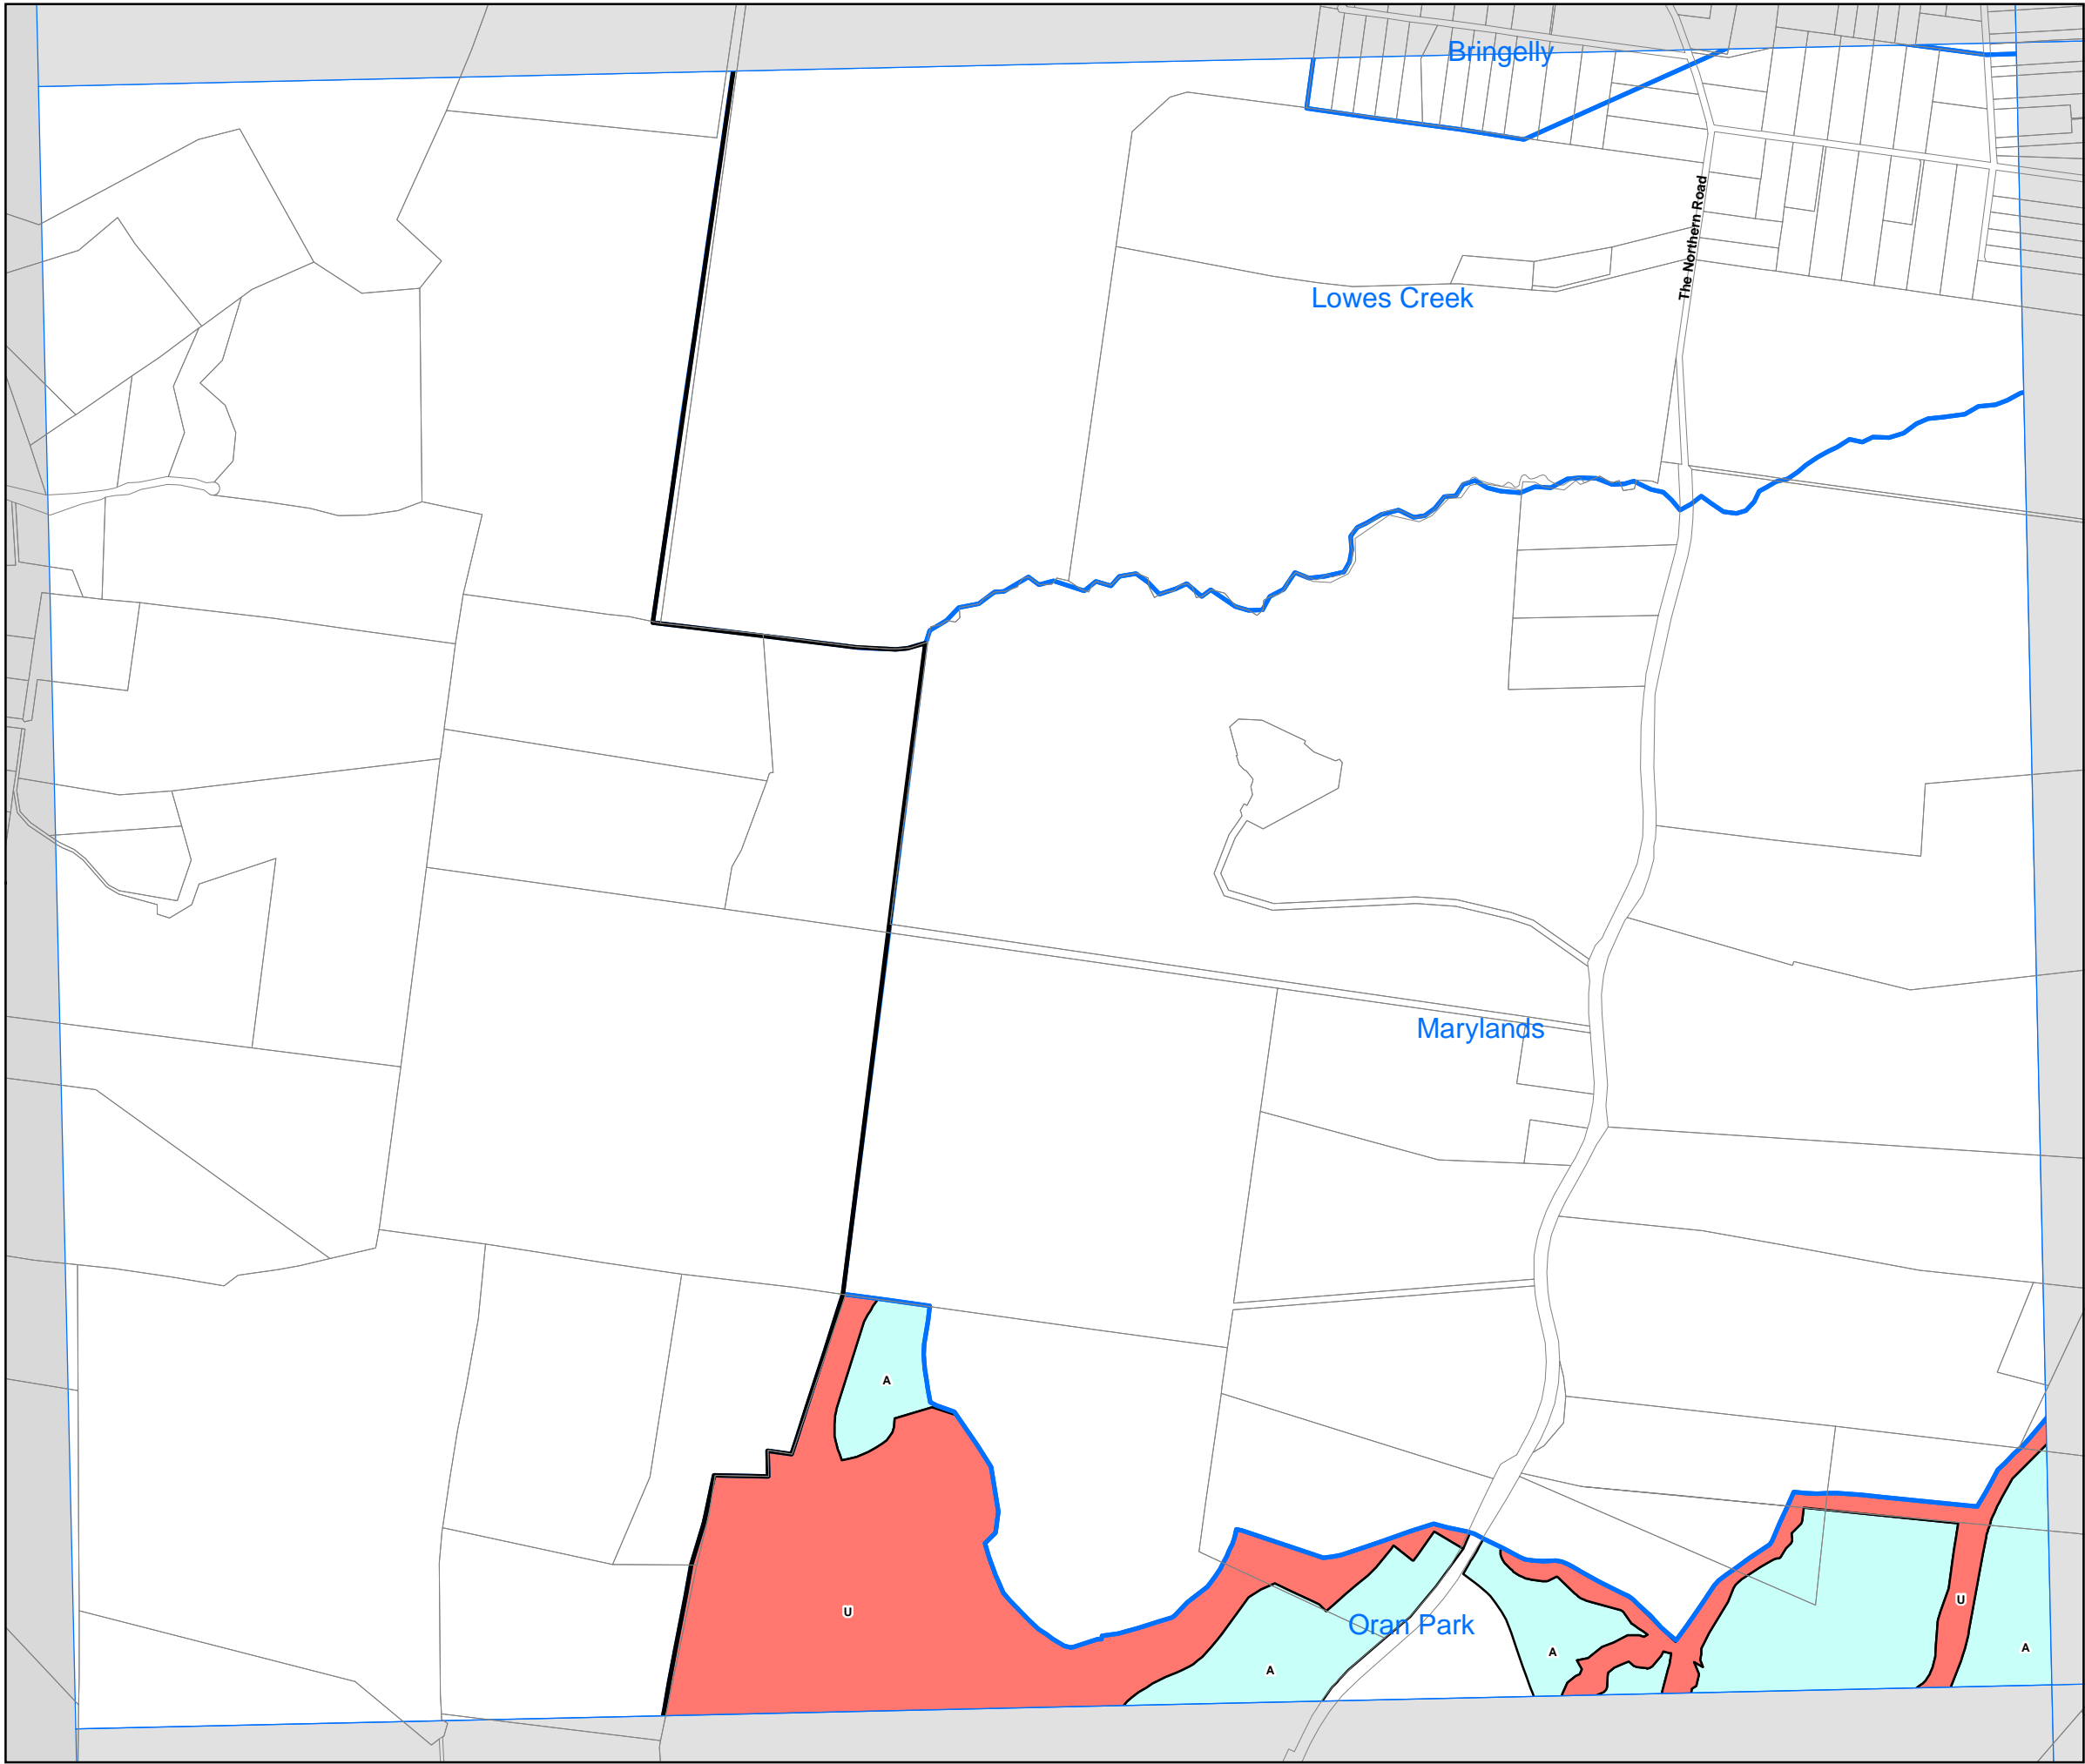 Bringelly
The Northern Road
Lowes Creek
Marylands
A
U
U
Oran Park
A
A
A